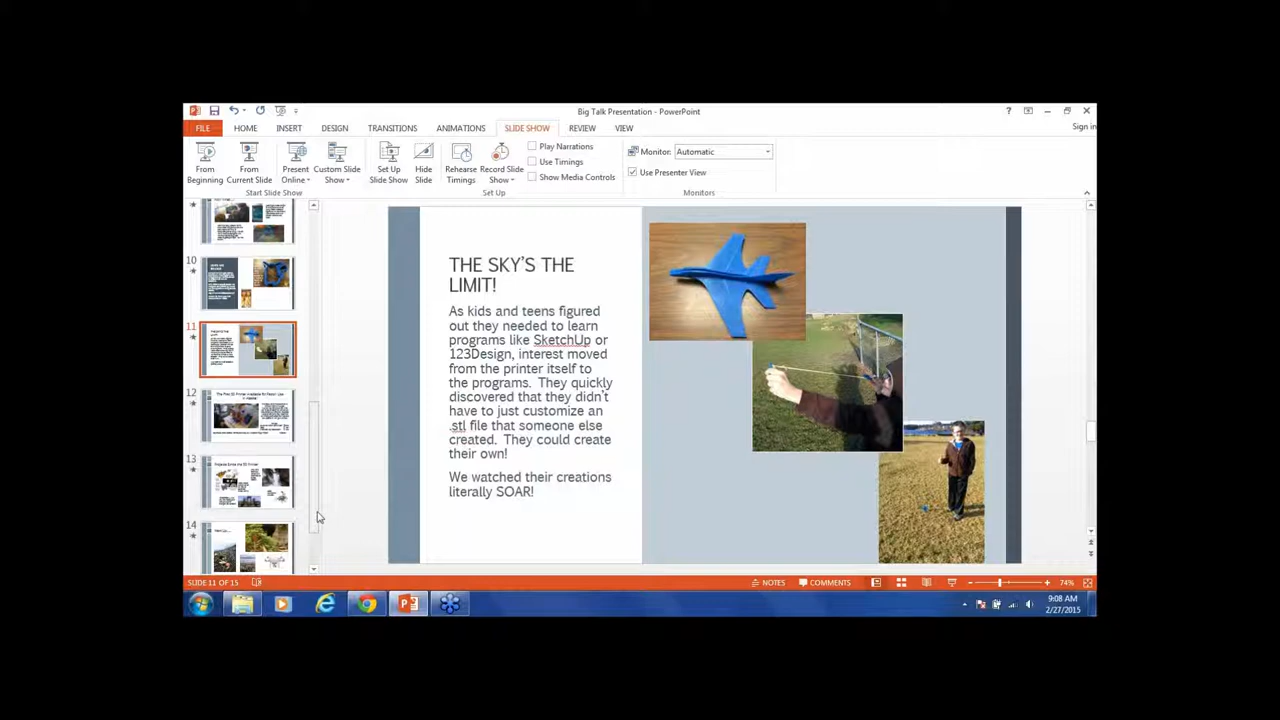 Big Talk Presentation - PowerPoint
?
FILE
HOME
INSERT
DESIGN
TRANSITIONS
ANIMATIONS
SLIDE SHOW
REVIEW
VIEW
Sign in
From Beginning
From Current Slide
Present Online
Custom Slide Show
Set Up Slide Show
Hide Slide
Rehearse Timings
Record Slide Show
Play Narrations
Use Timings
Show Media Controls
Monitor: Automatic
Use Presenter View
Start Slide Show
Set Up
Monitors
10
11
12
13
14
THE SKY'S THE
LIMIT!
As kids and teens figured
out they needed to learn
programs like SketchUp or
123Design, interest moved
from the printer itself to
the programs. They quickly
discovered that they didn't
have to just customize an
.stl file that someone else
created. They could create
their own!
We watched their creations
literally SOAR!
SLIDE 11 OF 15
NOTES
COMMENTS
74%
9:08 AM
2/27/2015